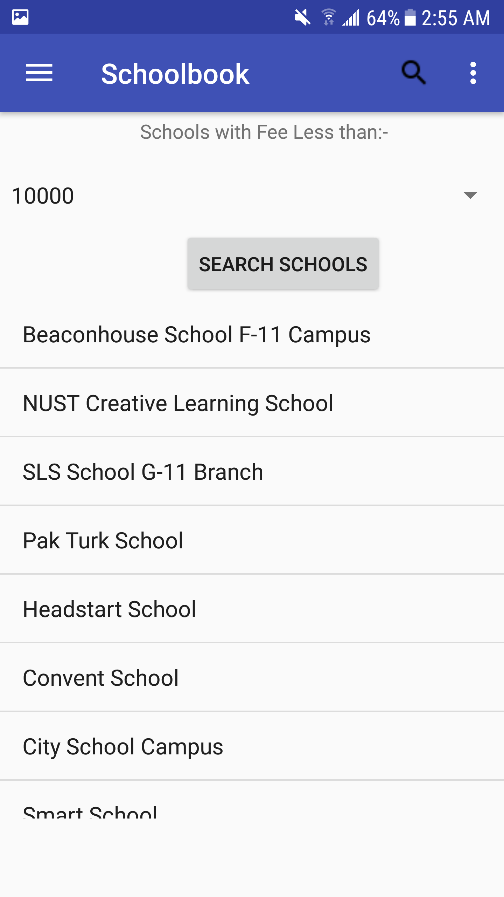 64% 2:55 AM
Schoolbook
Schools with Fee Less than:-
10000
SEARCH SCHOOLS
Beaconhouse School F-11 Campus
NUST Creative Learning School
SLS School G-11 Branch
Pak Turk School
Headstart School
Convent School
City School Campus
Smart School